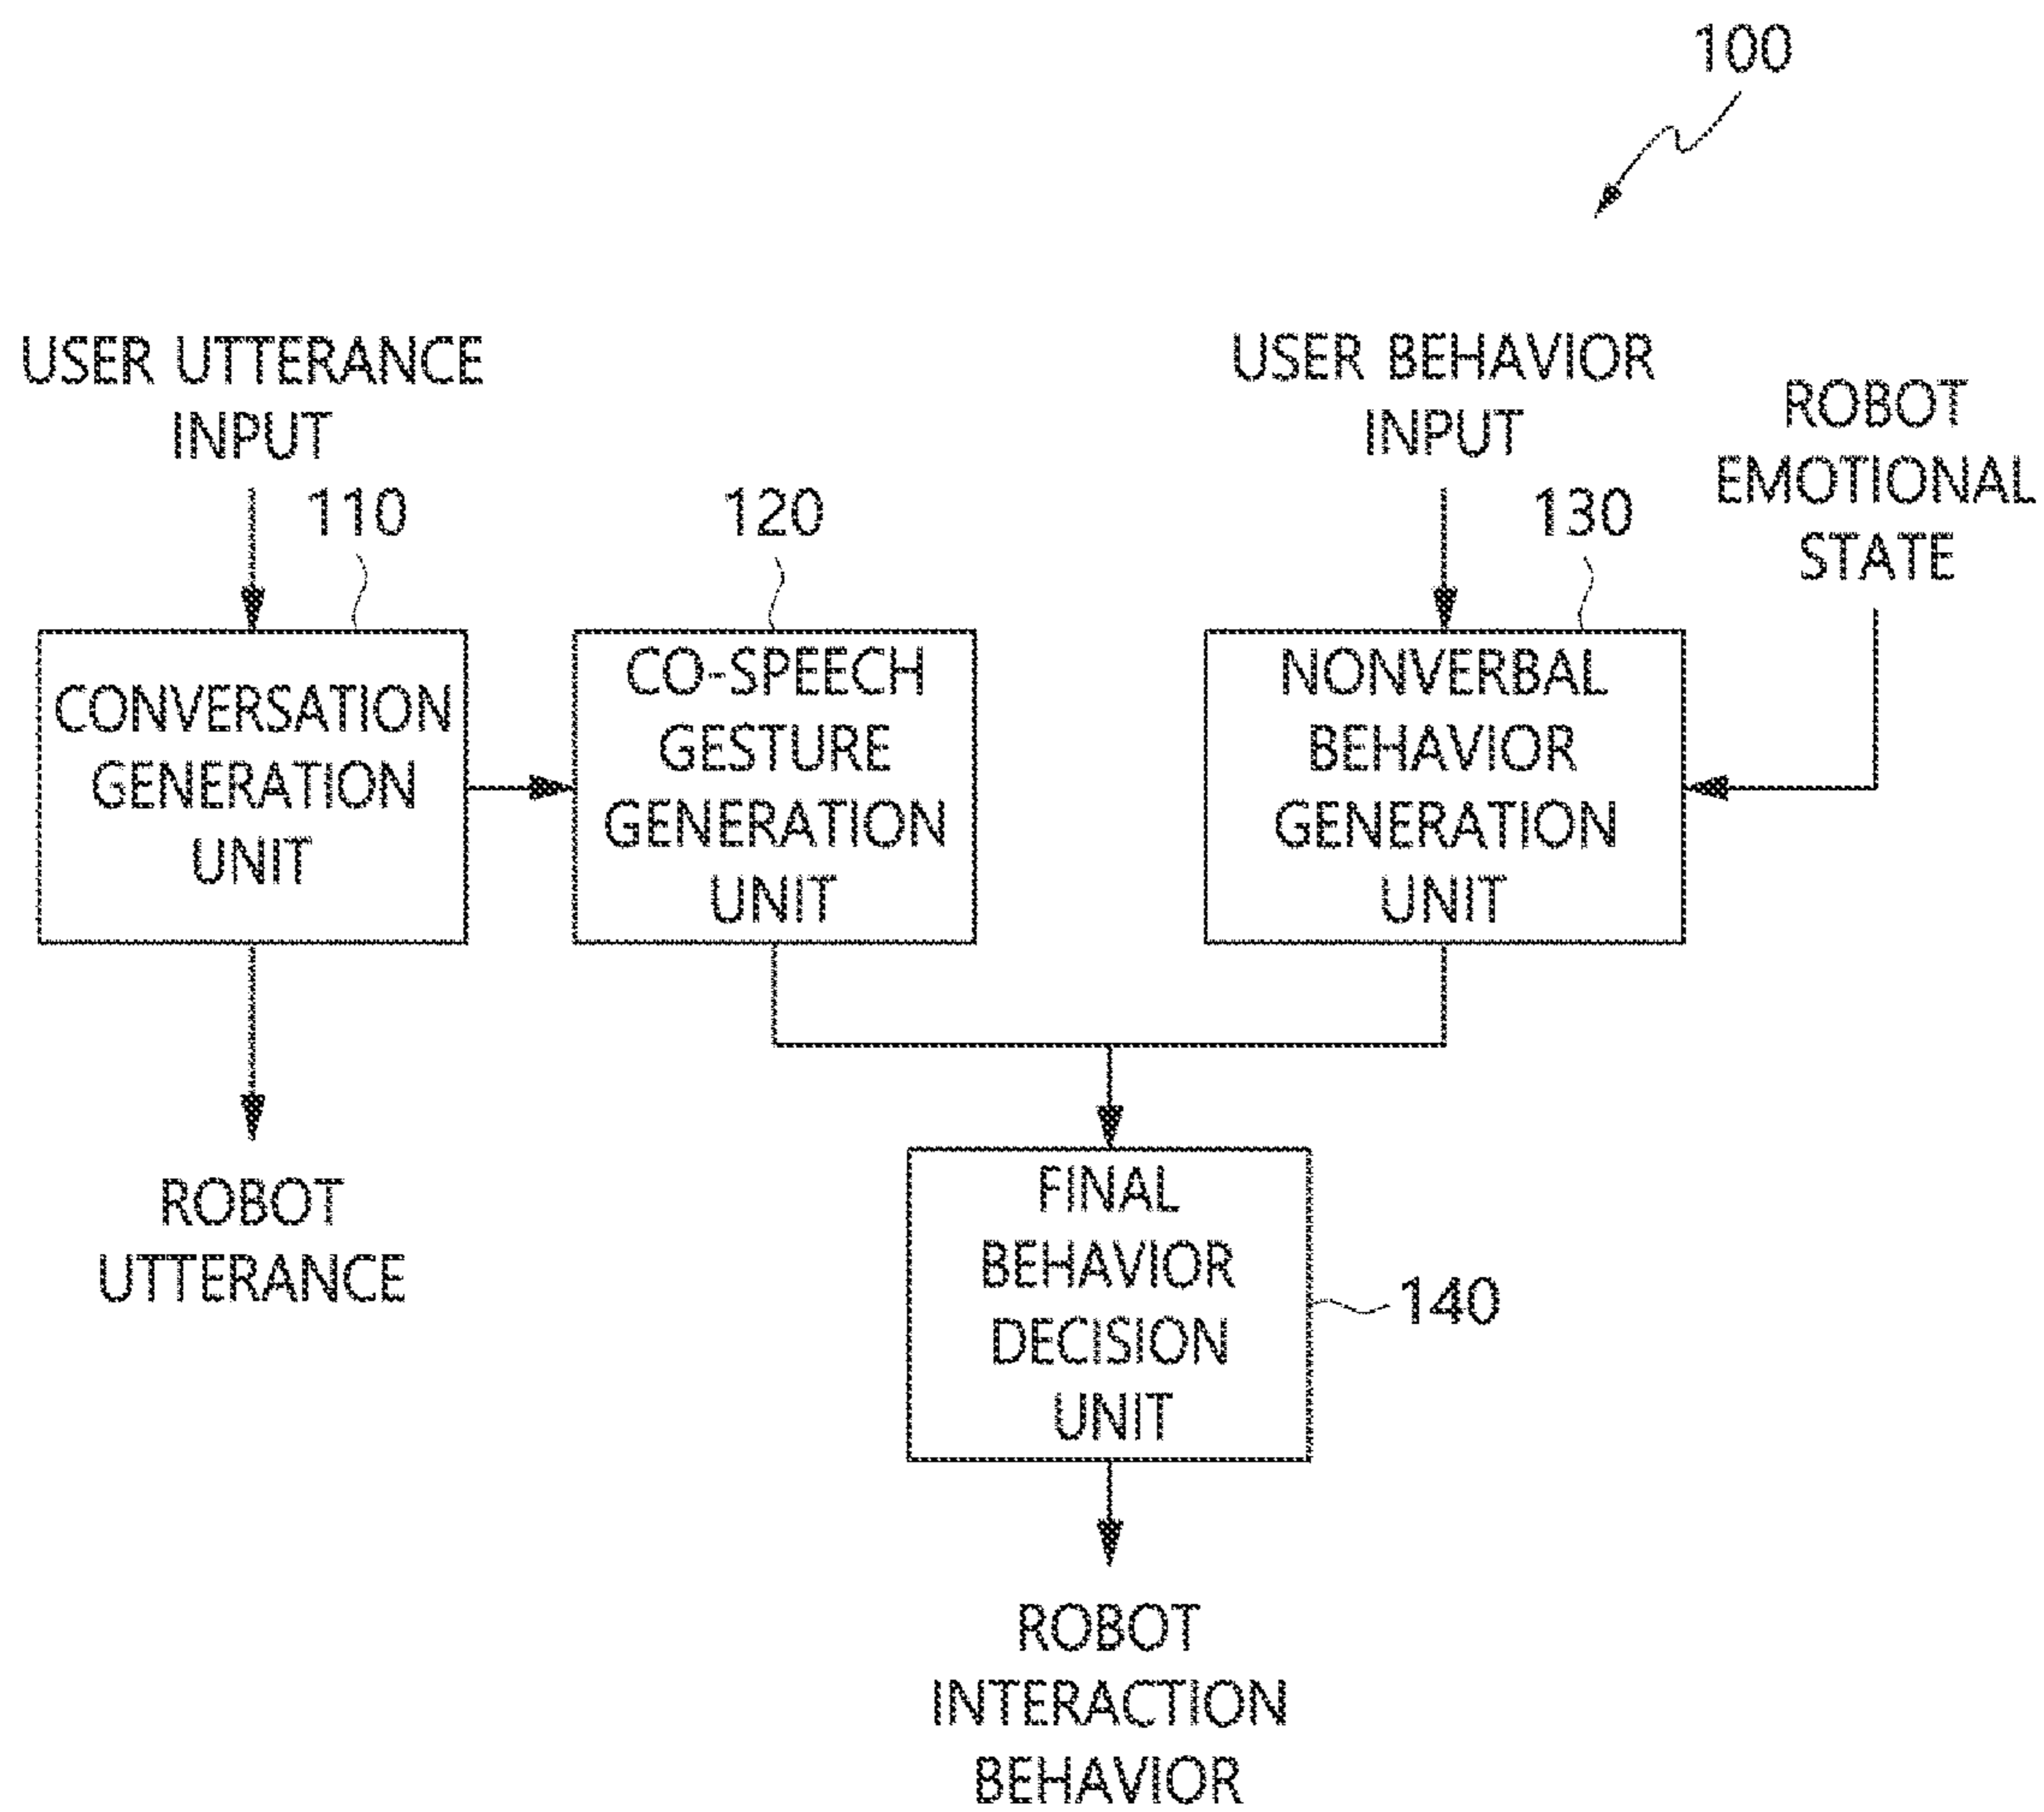 100
USER UTTERANCE
INPUT
USER BEHAVIOR
INPUT
ROBOT
EMOTIONAL
STATE
110
120
130
CONVERSATION
GENERATION
UNIT
CO-SPEECH
GESTURE
GENERATION
UNIT
NONVERBAL
BEHAVIOR
GENERATION
UNIT
ROBOT
UTTERANCE
FINAL
BEHAVIOR
DECISION
UNIT
140
ROBOT
INTERACTION
BEHAVIOR